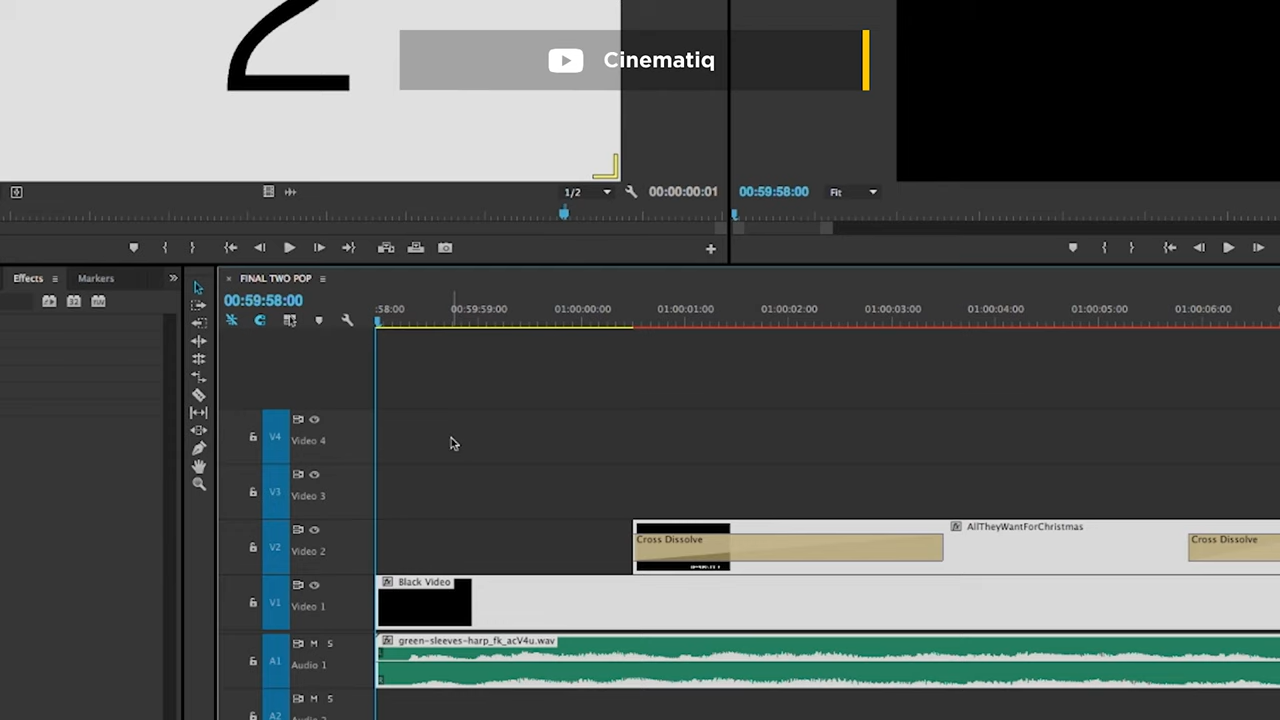 2
Cinematiq
1/2
00:00:00:01
00:59:58:00
Fit
Effects
Markers
FINAL TWO POP
00:59:58:00
:58:00
00:59:59:00
01:00:00:00
01:00:01:00
01:00:02:00
01:00:03:00
01:00:04:00
01:00:05:00
01:00:06:00
V4
Video 4
V3
Video 3
V2
Video 2
Cross Dissolve
AllTheyWantForChristmas
Cross Dissolve
V1
Video 1
Black Video
A1
M
S
Audio 1
green-sleeves-harp_fk_acV4u.wav
A2
M
S
Audio 2